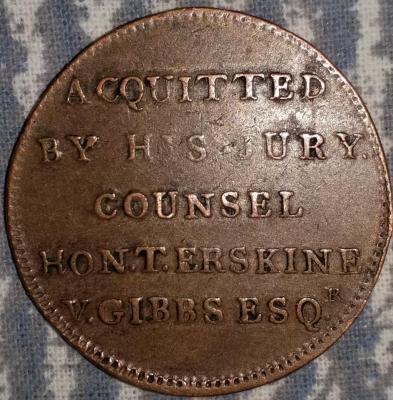 ACQUITTED
BY HIS JURY.
COUNSEL
HON.T.ERSKINE
V.GIBBS ESQ.R